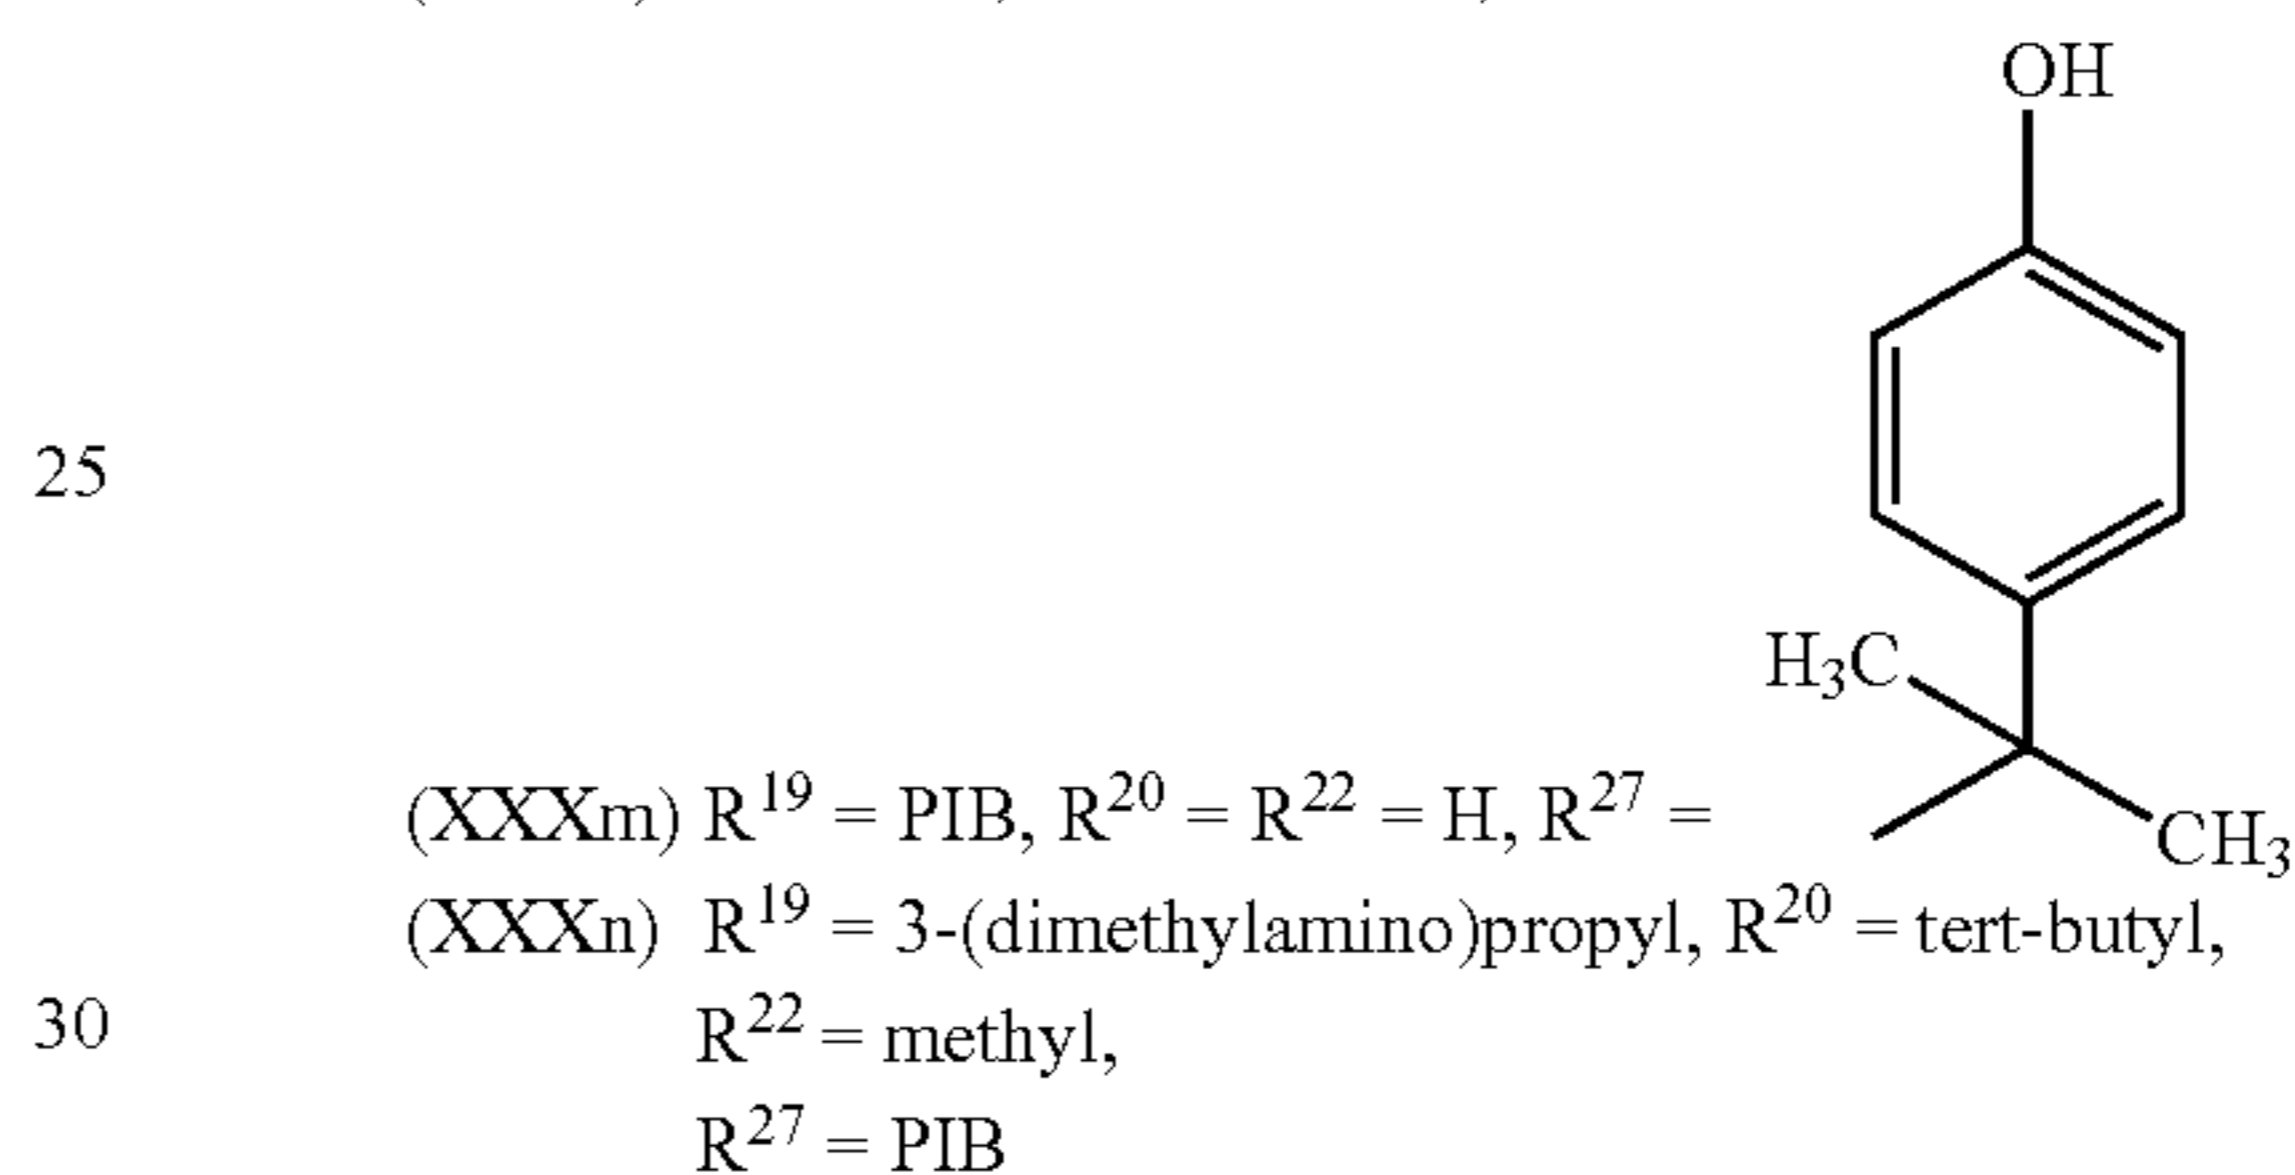 OH
25
H₃C
(XXXm) R¹⁹ = PIB, R²⁰ = R²² = H, R²⁷ =
CH₃
(XXXn) R¹⁹ = 3-(dimethylamino)propyl, R²⁰ = tert-butyl,
30
R²² = methyl,
R²⁷ = PIB